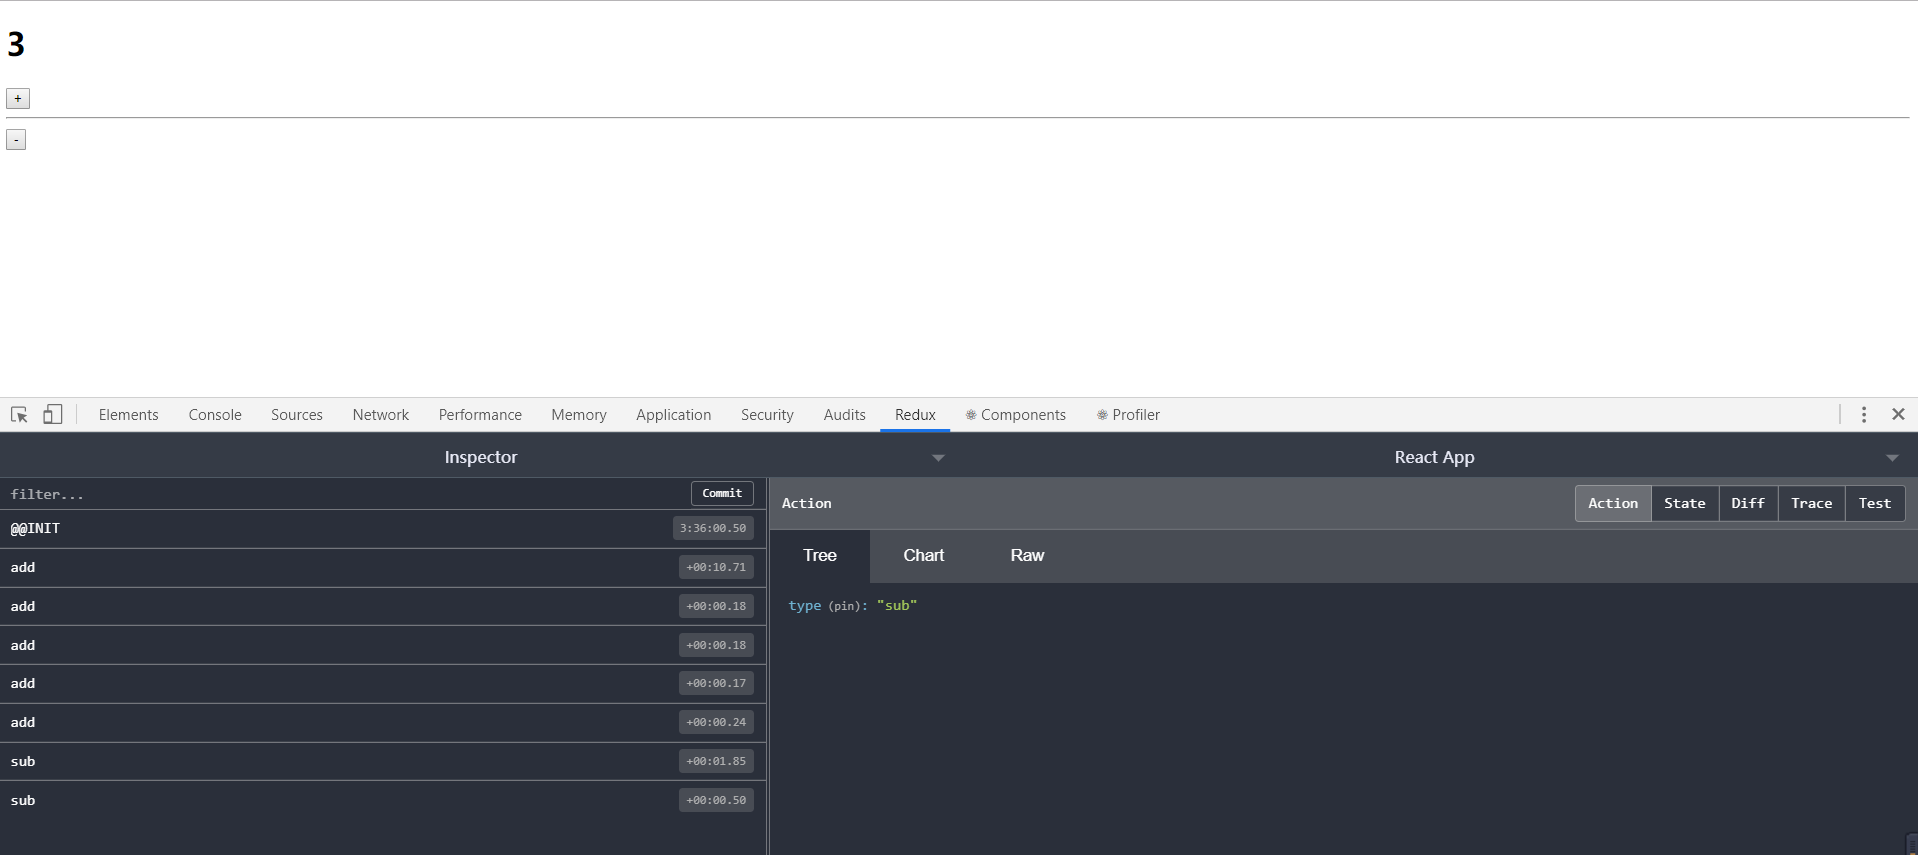 3
+
-
Elements Console Sources Network Performance Memory Application Security Audits Redux Components Profiler
Inspector React App
filter... Commit
Action Action State Diff Trace Test
@@INIT 3:36:00.50
Tree Chart Raw
add +00:10.71
type (pin): "sub"
add +00:00.18
add +00:00.18
add +00:00.17
add +00:00.24
sub +00:01.85
sub +00:00.50